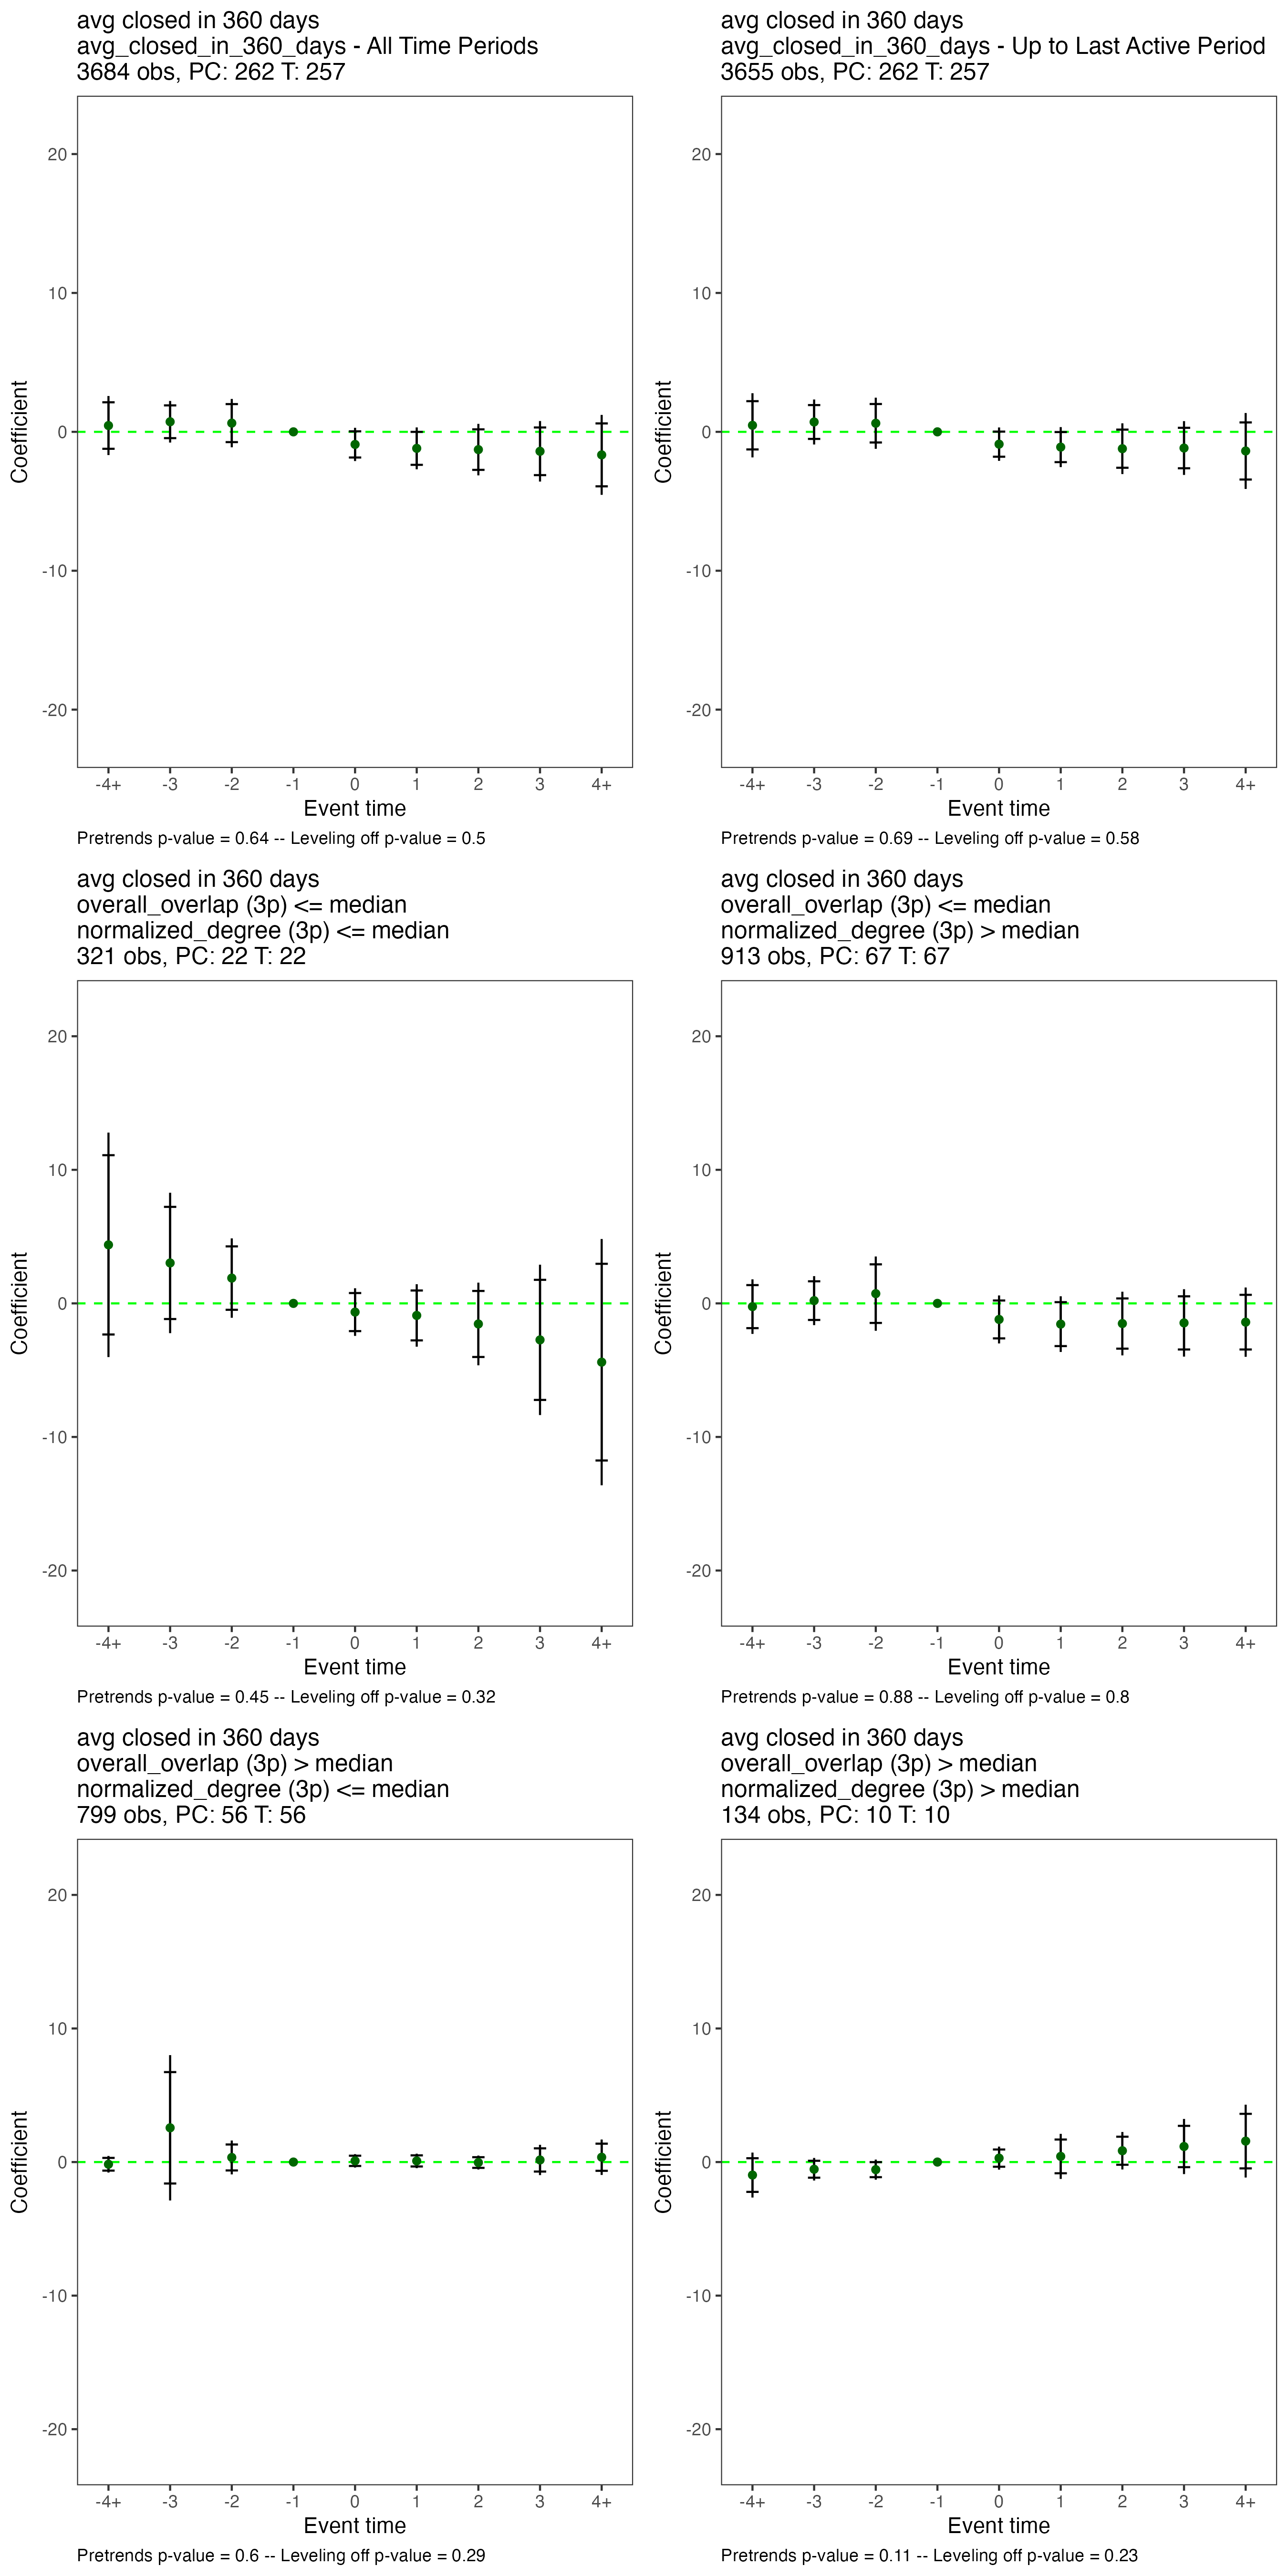 avg closed in 360 days
avg_closed_in_360_days - All Time Periods
3684 obs, PC: 262 T: 257
20
10
0
-10
-20
Coefficient
-4+ -3 -2 -1 0 1 2 3 4+
Event time
Pretrends p-value = 0.64 -- Leveling off p-value = 0.5
avg closed in 360 days
avg_closed_in_360_days - Up to Last Active Period
3655 obs, PC: 262 T: 257
20
10
0
-10
-20
Coefficient
-4+ -3 -2 -1 0 1 2 3 4+
Event time
Pretrends p-value = 0.69 -- Leveling off p-value = 0.58
avg closed in 360 days
overall_overlap (3p) <= median
normalized_degree (3p) <= median
321 obs, PC: 22 T: 22
20
10
0
-10
-20
Coefficient
-4+ -3 -2 -1 0 1 2 3 4+
Event time
Pretrends p-value = 0.45 -- Leveling off p-value = 0.32
avg closed in 360 days
overall_overlap (3p) <= median
normalized_degree (3p) > median
913 obs, PC: 67 T: 67
20
10
0
-10
-20
Coefficient
-4+ -3 -2 -1 0 1 2 3 4+
Event time
Pretrends p-value = 0.88 -- Leveling off p-value = 0.8
avg closed in 360 days
overall_overlap (3p) > median
normalized_degree (3p) <= median
799 obs, PC: 56 T: 56
20
10
0
-10
-20
Coefficient
-4+ -3 -2 -1 0 1 2 3 4+
Event time
Pretrends p-value = 0.6 -- Leveling off p-value = 0.29
avg closed in 360 days
overall_overlap (3p) > median
normalized_degree (3p) > median
134 obs, PC: 10 T: 10
20
10
0
-10
-20
Coefficient
-4+ -3 -2 -1 0 1 2 3 4+
Event time
Pretrends p-value = 0.11 -- Leveling off p-value = 0.23